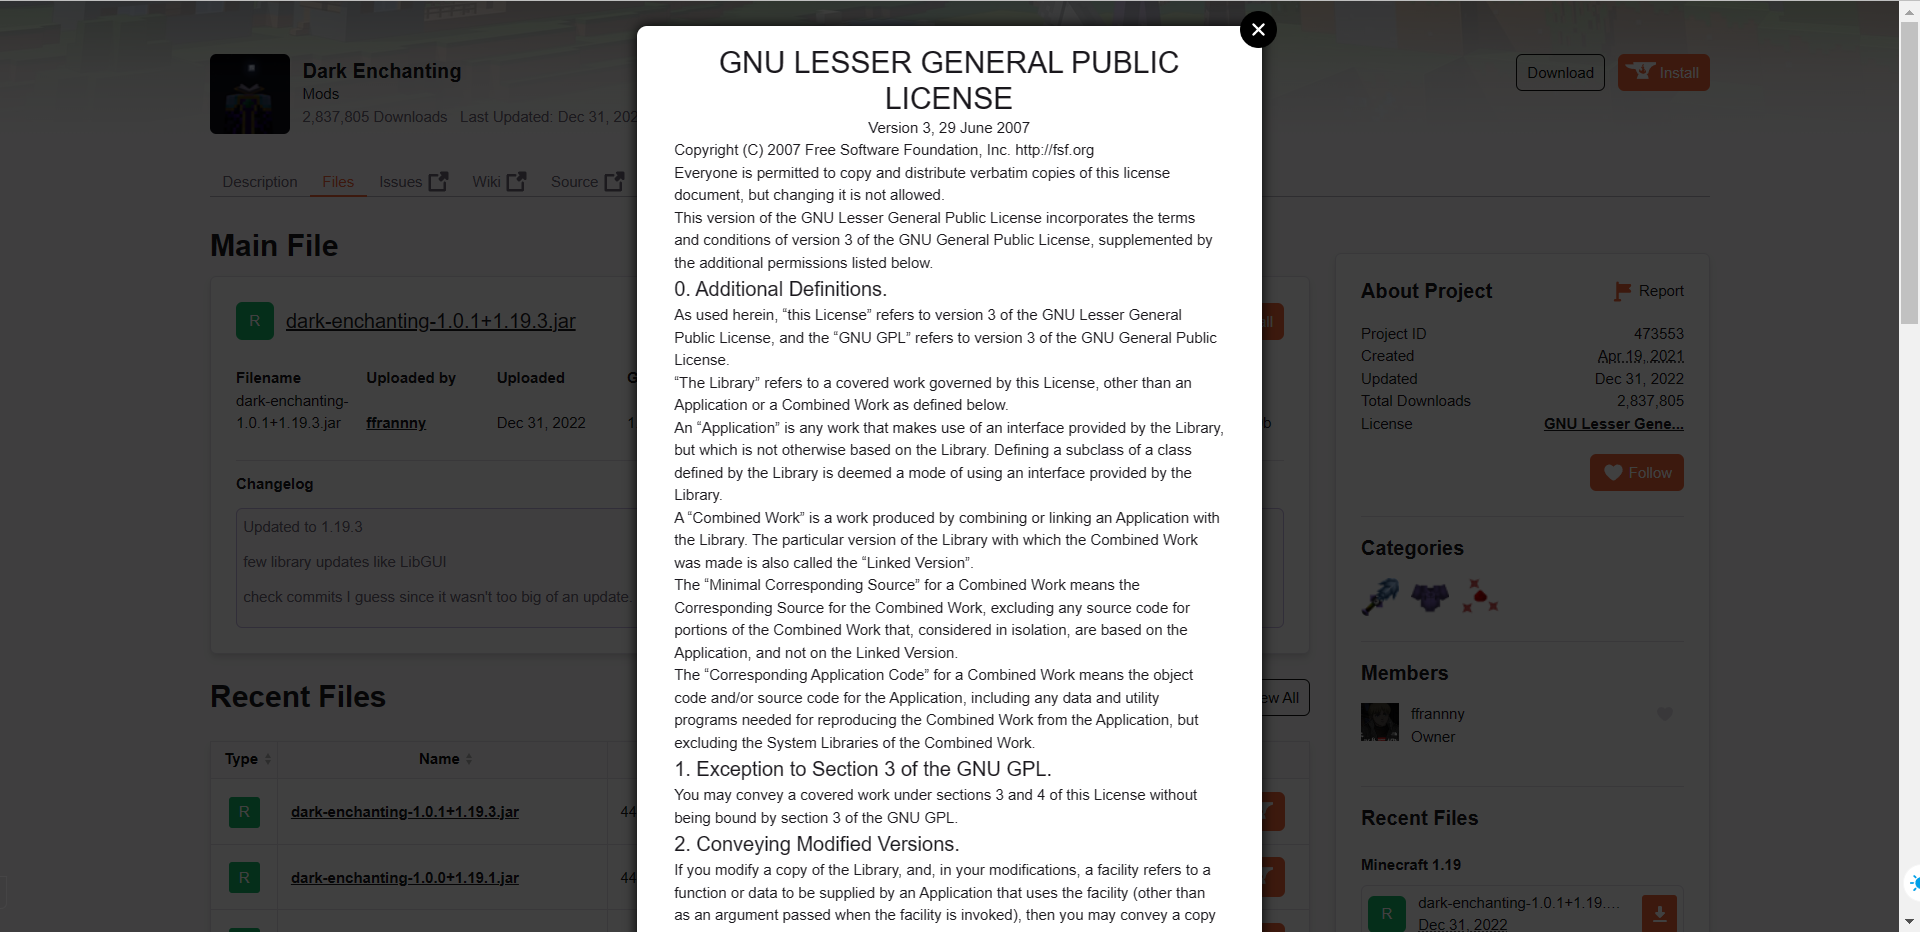 Dark Enchanting
Mods
2,837,805 Downloads Last Updated: Dec 31, 202
Download
Install
Description
Files
Issues
Wiki
Source
GNU LESSER GENERAL PUBLIC
LICENSE
Version 3, 29 June 2007
Copyright (C) 2007 Free Software Foundation, Inc. http://fsf.org
Everyone is permitted to copy and distribute verbatim copies of this license
document, but changing it is not allowed.
This version of the GNU Lesser General Public License incorporates the terms
and conditions of version 3 of the GNU General Public License, supplemented by
the additional permissions listed below.
0. Additional Definitions.
As used herein, “this License” refers to version 3 of the GNU Lesser General
Public License, and the “GNU GPL” refers to version 3 of the GNU General Public
License.
“The Library” refers to a covered work governed by this License, other than an
Application or a Combined Work as defined below.
An “Application” is any work that makes use of an interface provided by the Library,
but which is not otherwise based on the Library. Defining a subclass of a class
defined by the Library is deemed a mode of using an interface provided by the
Library.
A “Combined Work” is a work produced by combining or linking an Application with
the Library. The particular version of the Library with which the Combined Work
was made is also called the “Linked Version”.
The “Minimal Corresponding Source” for a Combined Work means the
Corresponding Source for the Combined Work, excluding any source code for
portions of the Combined Work that, considered in isolation, are based on the
Application, and not on the Linked Version.
The “Corresponding Application Code” for a Combined Work means the object
code and/or source code for the Application, including any data and utility
programs needed for reproducing the Combined Work from the Application, but
excluding the System Libraries of the Combined Work.
1. Exception to Section 3 of the GNU GPL.
You may convey a covered work under sections 3 and 4 of this License without
being bound by section 3 of the GNU GPL.
2. Conveying Modified Versions.
If you modify a copy of the Library, and, in your modifications, a facility refers to a
function or data to be supplied by an Application that uses the facility (other than
as an argument passed when the facility is invoked), then you may convey a copy
Main File
R
dark-enchanting-1.0.1+1.19.3.jar
Filename
dark-enchanting-
1.0.1+1.19.3.jar
Uploaded by
ffrannny
Uploaded
Dec 31, 2022
Changelog
Updated to 1.19.3
few library updates like LibGUI
check commits I guess since it wasn't too big of an update.
Recent Files
ew All
Type
Name
R
dark-enchanting-1.0.1+1.19.3.jar
44
R
dark-enchanting-1.0.0+1.19.1.jar
44
About Project
Report
Project ID 473553
Created Apr 19, 2021
Updated Dec 31, 2022
Total Downloads 2,837,805
License GNU Lesser Gene...
Follow
Categories
Members
ffrannny
Owner
Recent Files
Minecraft 1.19
R
dark-enchanting-1.0.1+1.19....
Dec 31, 2022